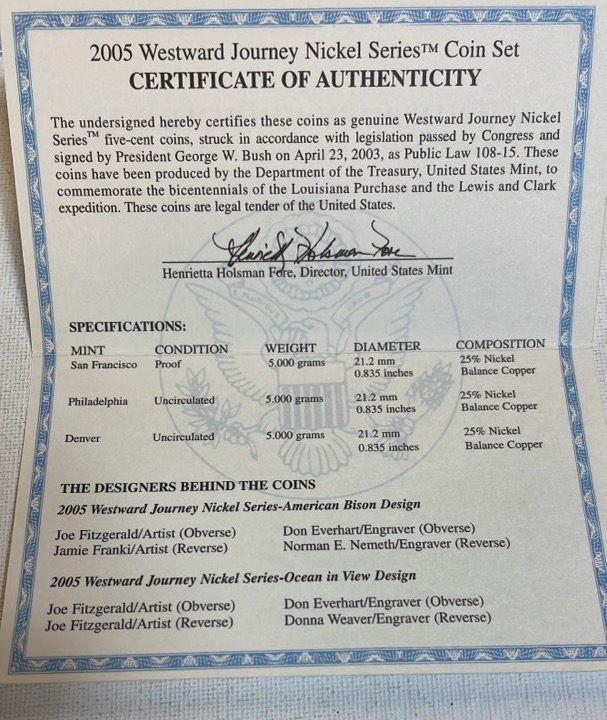 2005 Westward Journey Nickel Series™ Coin Set
CERTIFICATE OF AUTHENTICITY
The undersigned hereby certifies these coins as genuine Westward Journey Nickel
Series™ five-cent coins, struck in accordance with legislation passed by Congress and
signed by President George W. Bush on April 23, 2003, as Public Law 108-15. These
coins have been produced by the Department of the Treasury, United States Mint, to
commemorate the bicentennials of the Louisiana Purchase and the Lewis and Clark
expedition. These coins are legal tender of the United States.
Henrietta Holsman Fore
Henrietta Holsman Fore, Director, United States Mint
SPECIFICATIONS:
MINT CONDITION WEIGHT DIAMETER COMPOSITION
San Francisco Proof 5.000 grams 21.2 mm 25% Nickel
0.835 inches Balance Copper
Philadelphia Uncirculated 5.000 grams 21.2 mm 25% Nickel
0.835 inches Balance Copper
Denver Uncirculated 5.000 grams 21.2 mm 25% Nickel
0.835 inches Balance Copper
THE DESIGNERS BEHIND THE COINS
2005 Westward Journey Nickel Series-American Bison Design
Joe Fitzgerald/Artist (Obverse) Don Everhart/Engraver (Obverse)
Jamie Franki/Artist (Reverse) Norman E. Nemeth/Engraver (Reverse)
2005 Westward Journey Nickel Series-Ocean in View Design
Joe Fitzgerald/Artist (Obverse) Don Everhart/Engraver (Obverse)
Joe Fitzgerald/Artist (Reverse) Donna Weaver/Engraver (Reverse)